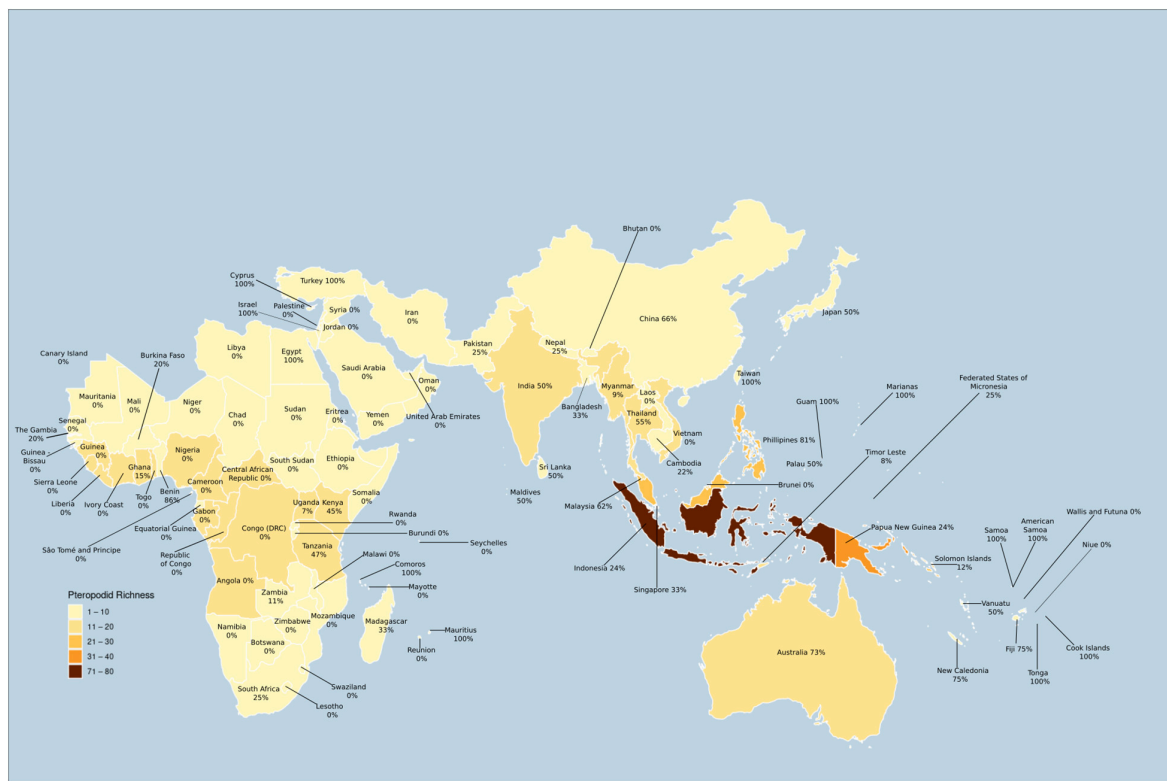 Bhutan 0%
Cyprus
100%
Turkey 100%
Israel
100%
Palestine
0%
Syria 0%
Jordan 0%
Iran
0%
China 66%
Japan 50%
Pakistan
25%
Nepal
25%
Canary Island
0%
Burkina Faso
20%
Libya
0%
Egypt
100%
Saudi Arabia
0%
Oman
0%
India 50%
Myanmar
9%
Laos
0%
Taiwan
100%
Marianas
100%
Federated States of
Micronesia
25%
Mauritania
0%
Mali
0%
Niger
0%
Chad
0%
Sudan
0%
Eritrea
0%
Yemen
0%
United Arab Emirates
0%
Bangladesh
33%
Thailand
55%
Guam 100%
Senegal
0%
The Gambia
20%
Guinea
Bissau
0%
Guinea
0%
Nigeria
0%
Vietnam
0%
Phillipines 81%
Timor Leste
8%
Sierra Leone
0%
Liberia
0%
Ivory Coast
0%
Ghana
15%
Togo
0%
Benin
86%
Cameroon
0%
Central African
Republic 0%
South Sudan
0%
Ethiopia
0%
Somalia
0%
Sri Lanka
50%
Maldives
50%
Cambodia
22%
Palau 50%
Brunei 0%
Malaysia 62%
Gabon
0%
Equatorial Guinea
0%
São Tomé and Principe
0%
Republic
of Congo
0%
Congo (DRC)
0%
Uganda
7%
Kenya
45%
Rwanda
0%
Burundi 0%
Seychelles
0%
Tanzania
47%
Malawi 0%
Comoros
100%
Mayotte
0%
Indonesia 24%
Singapore 33%
Papua New Guinea 24%
Solomon Islands
12%
Samoa
100%
American
Samoa
100%
Wallis and Futuna 0%
Niue 0%
Angola 0%
Zambia
11%
Mozambique
0%
Zimbabwe
0%
Madagascar
33%
Mauritius
100%
Reunion
0%
Namibia
0%
Botswana
0%
Swaziland
0%
South Africa
25%
Lesotho
0%
Australia 73%
Vanuatu
50%
Fiji 75%
New Caledonia
75%
Tonga
100%
Cook Islands
100%
Pteropodid Richness
1 – 10
11 – 20
21 – 30
31 – 40
71 – 80